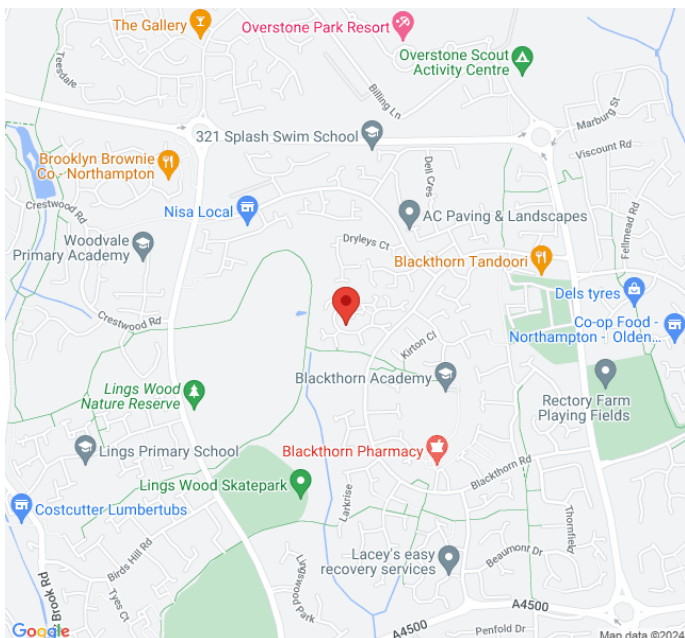 The Gallery
Overstone Park Resort
Overstone Scout
Activity Centre
Teesdale
Billing Ln
Marburg St
321 Splash Swim School
Viscount Rd
Brooklyn Brownie
Co - Northampton
Dell Cres
Crestwood Rd
Nisa Local
AC Paving & Landscapes
Fellmead Rd
Woodvale
Primary Academy
Dryleys Ct
Blackthorn Tandoori
Dels tyres
Crestwood Rd
Co-op Food -
Northampton - Olden...
Kirton Cl
Blackthorn Academy
Lings Wood
Nature Reserve
Rectory Farm
Playing Fields
Lings Primary School
Blackthorn Pharmacy
Blackthorn Rd
Lings Wood Skatepark
Larkrise
Costcutter Lumbertubs
Thornfield
Birds Hill Rd
Lacey's easy
recovery services
Beaumont Dr
Lingswood Park
Brook Rd
Tyes Ct
A4500
A4500
Penfold Dr
Google
Map data ©2024